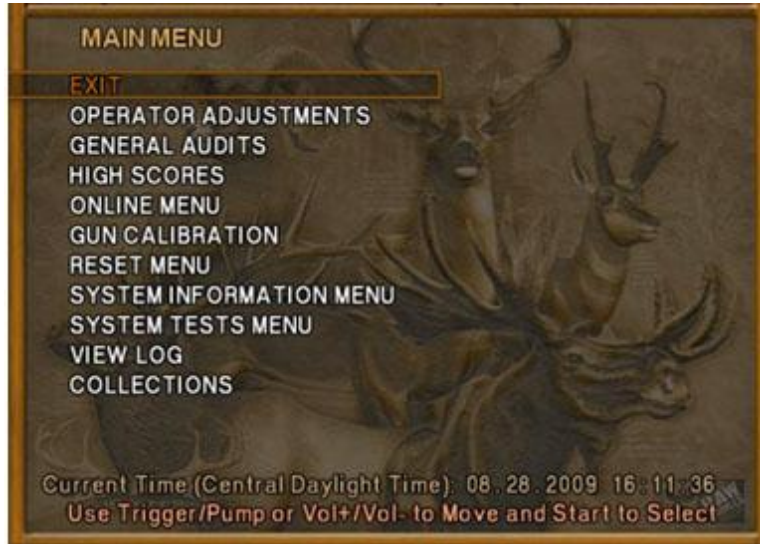 MAIN MENU
EXIT
OPERATOR ADJUSTMENTS
GENERAL AUDITS
HIGH SCORES
ONLINE MENU
GUN CALIBRATION
RESET MENU
SYSTEM INFORMATION MENU
SYSTEM TESTS MENU
VIEW LOG
COLLECTIONS
Current Time (Central Daylight Time): 08.28.2009 16:11:36
Use Trigger/Pump or Vol+/Vol- to Move and Start to Select